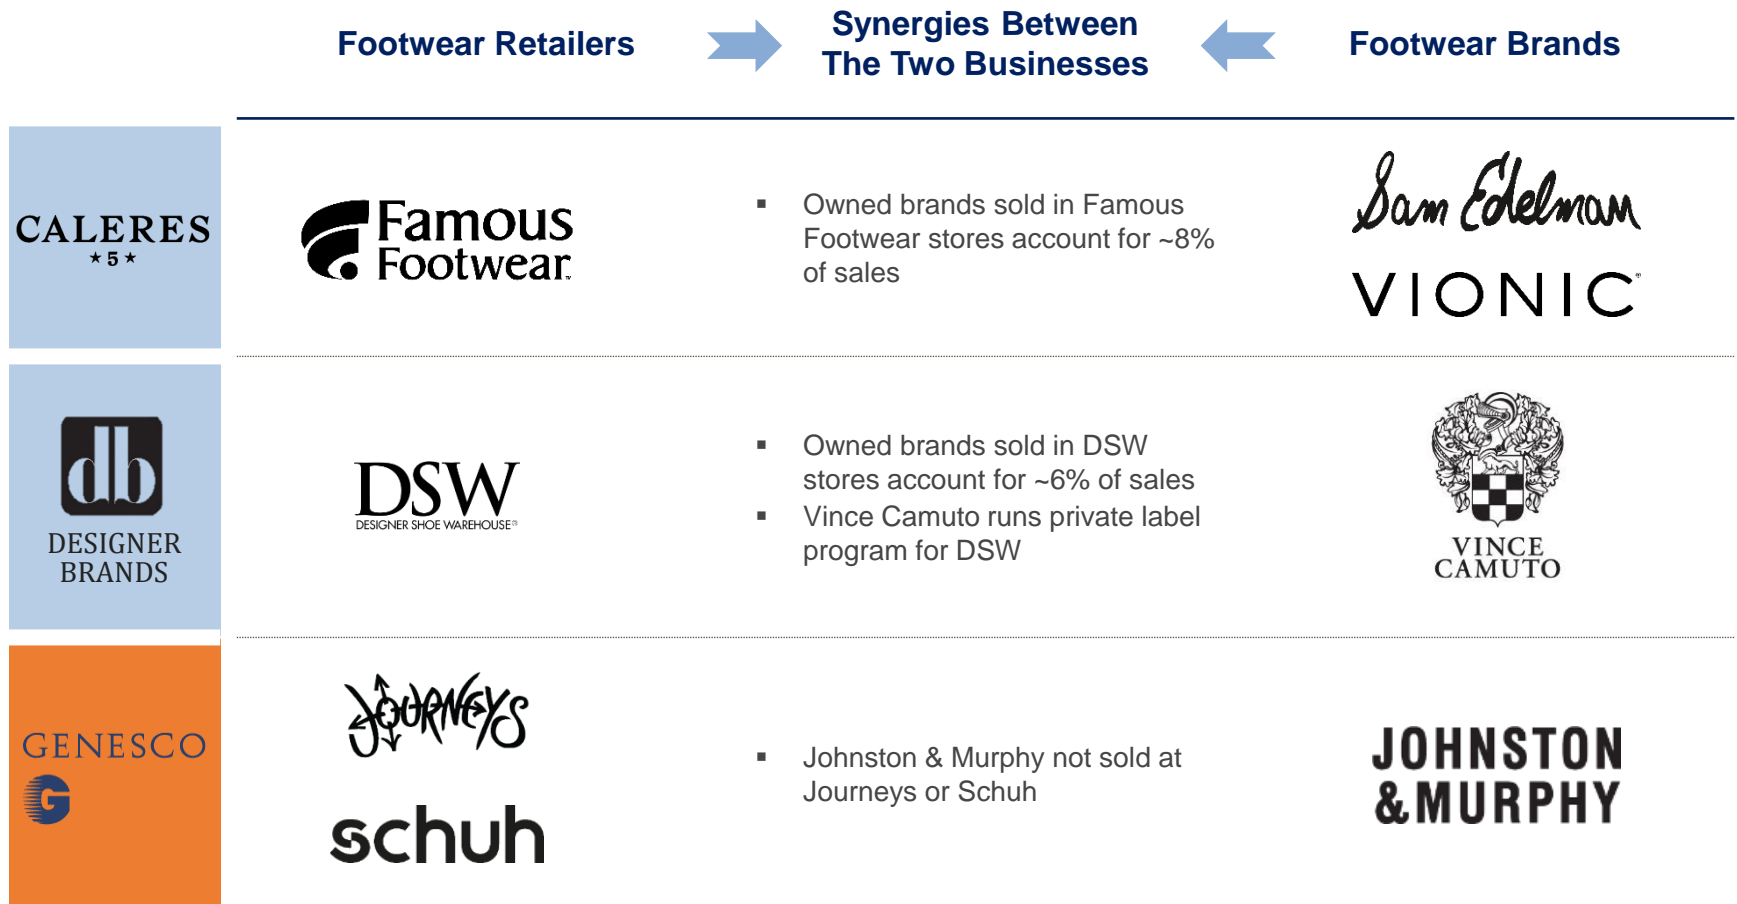 Footwear Retailers
Synergies Between
The Two Businesses
Footwear Brands
CALERES
5
Famous
Footwear
▪ Owned brands sold in Famous
Footwear stores account for ~8%
of sales
Sam Edelman
VIONIC
db
DESIGNER
BRANDS
DSW
DESIGNER SHOE WAREHOUSE®
▪ Owned brands sold in DSW
stores account for ~6% of sales
▪ Vince Camuto runs private label
program for DSW
VINCE
CAMUTO
GENESCO
G
JOURNEYS
schuh
▪ Johnston & Murphy not sold at
Journeys or Schuh
JOHNSTON
&MURPHY